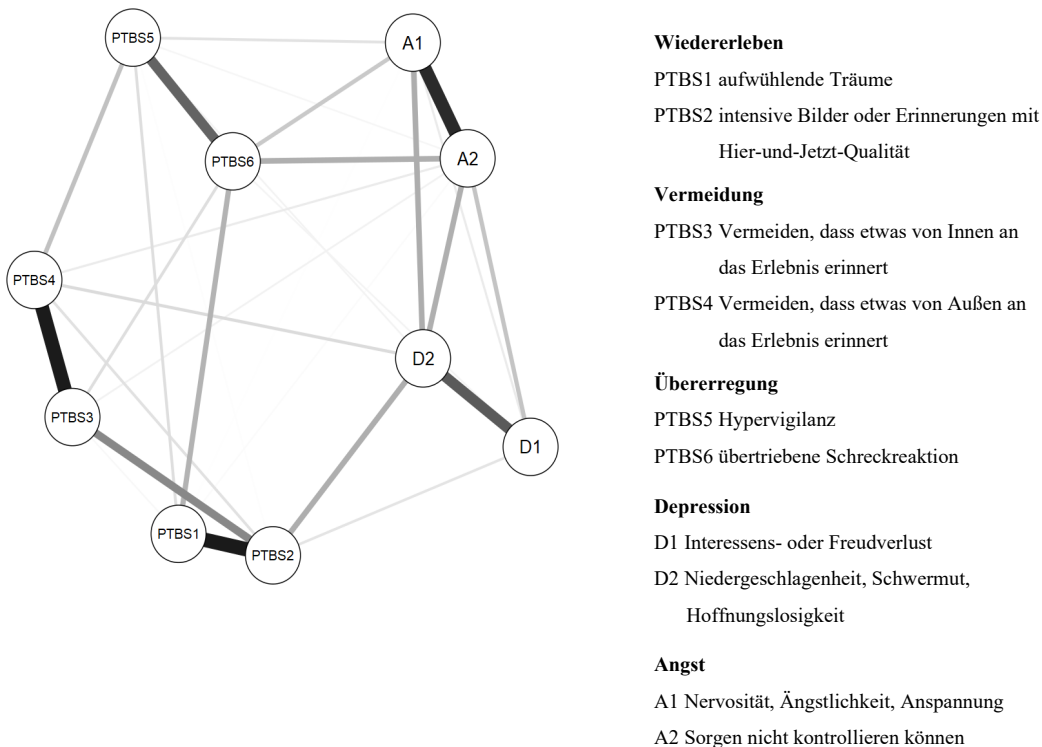 PTBS5
A1
PTBS6
A2
PTBS4
D2
PTBS3
D1
PTBS1
PTBS2
Wiedererleben
PTBS1 aufwühlende Träume
PTBS2 intensive Bilder oder Erinnerungen mit
Hier-und-Jetzt-Qualität
Vermeidung
PTBS3 Vermeiden, dass etwas von Innen an
das Erlebnis erinnert
PTBS4 Vermeiden, dass etwas von Außen an
das Erlebnis erinnert
Übererregung
PTBS5 Hypervigilanz
PTBS6 übertriebene Schreckreaktion
Depression
D1 Interessens- oder Freudverlust
D2 Niedergeschlagenheit, Schwermut,
Hoffnungslosigkeit
Angst
A1 Nervosität, Ängstlichkeit, Anspannung
A2 Sorgen nicht kontrollieren können